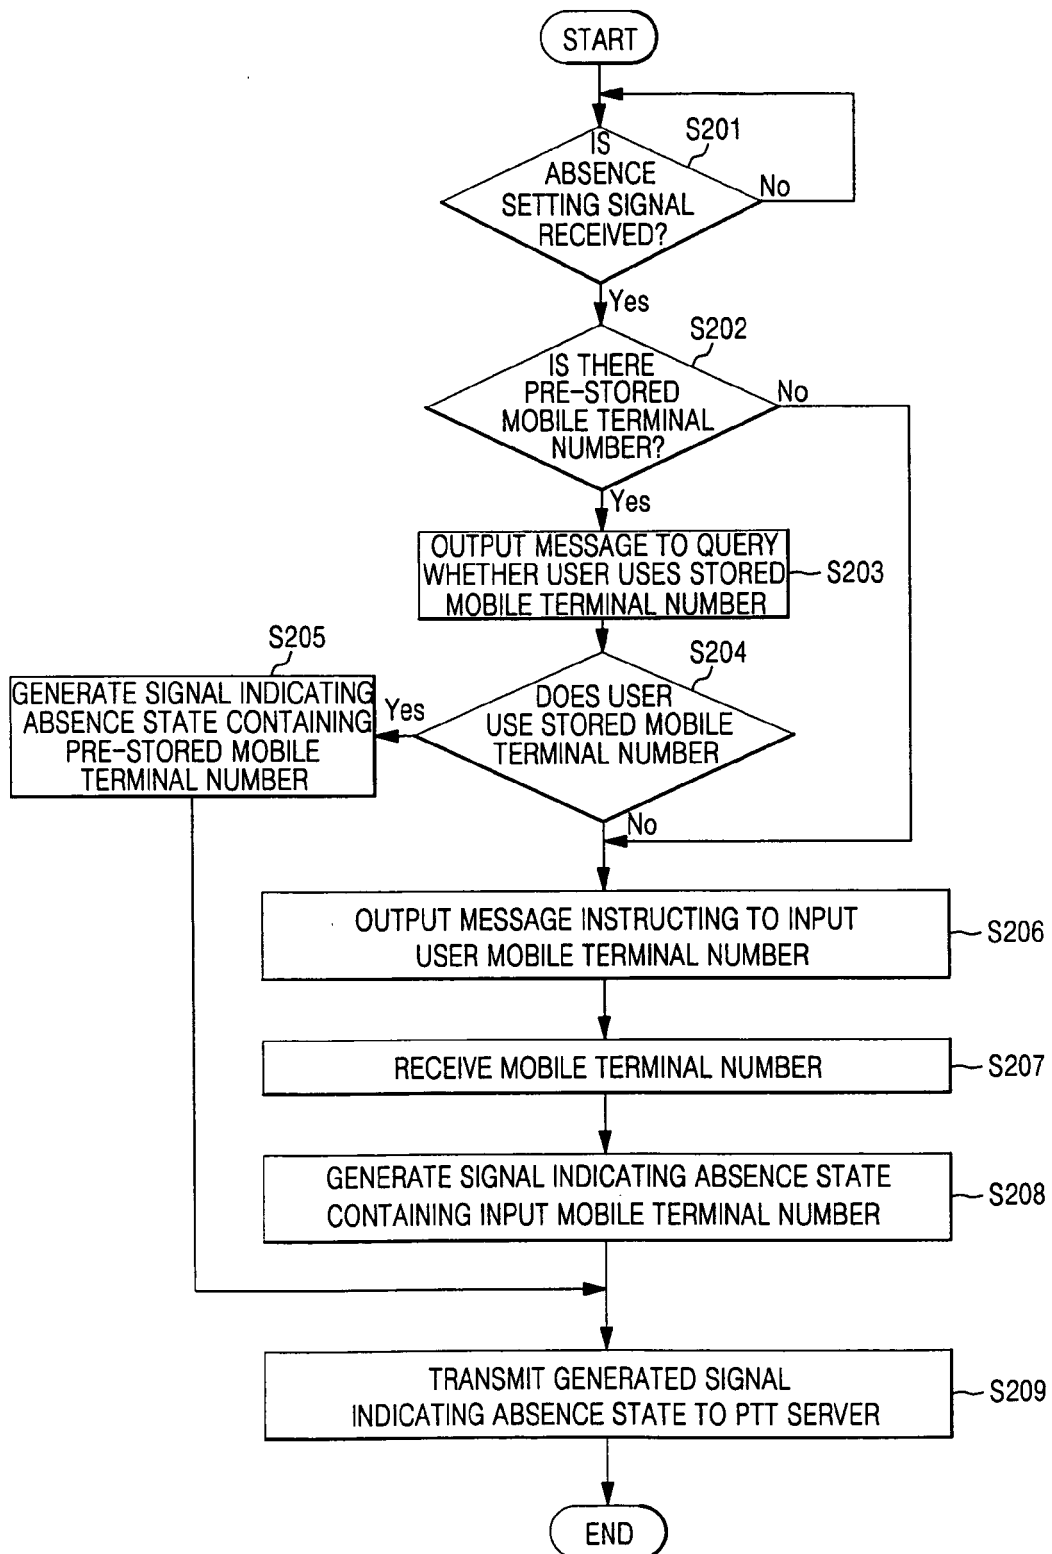 START
S201
IS
ABSENCE
SETTING SIGNAL
RECEIVED?
No
Yes
S202
IS THERE
PRE-STORED
MOBILE TERMINAL
NUMBER?
No
Yes
OUTPUT MESSAGE TO QUERY
WHETHER USER USES STORED
MOBILE TERMINAL NUMBER
S203
S204
DOES USER
USE STORED MOBILE
TERMINAL NUMBER
Yes
No
S205
GENERATE SIGNAL INDICATING
ABSENCE STATE CONTAINING
PRE-STORED MOBILE
TERMINAL NUMBER
OUTPUT MESSAGE INSTRUCTING TO INPUT
USER MOBILE TERMINAL NUMBER
S206
RECEIVE MOBILE TERMINAL NUMBER
S207
GENERATE SIGNAL INDICATING ABSENCE STATE
CONTAINING INPUT MOBILE TERMINAL NUMBER
S208
TRANSMIT GENERATED SIGNAL
INDICATING ABSENCE STATE TO PTT SERVER
S209
END